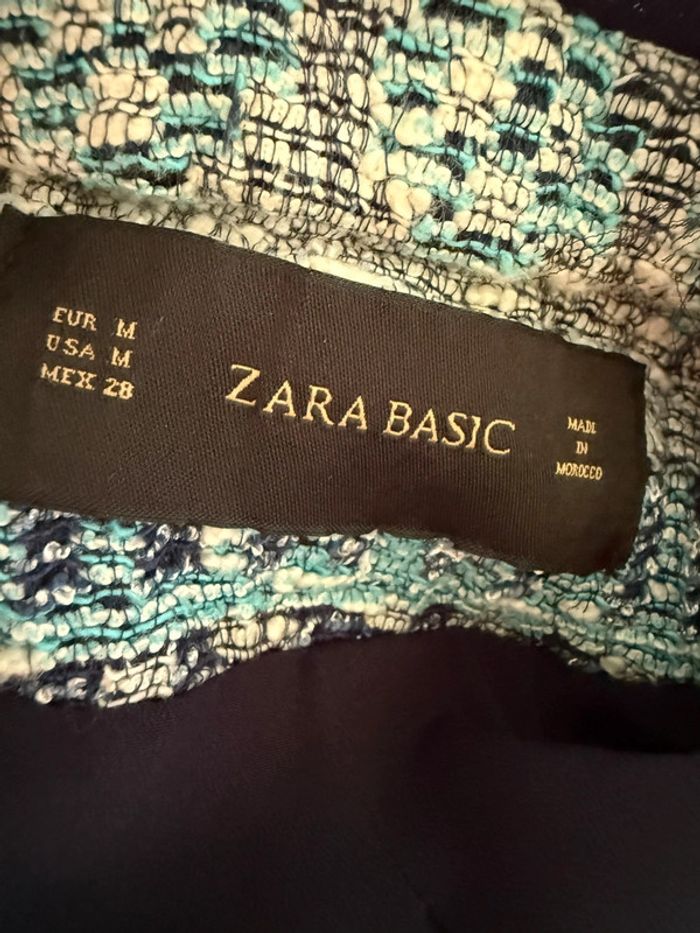 EUR M
USA M
MEX 28
ZARA BASIC
MADE
IN
MOROCCO